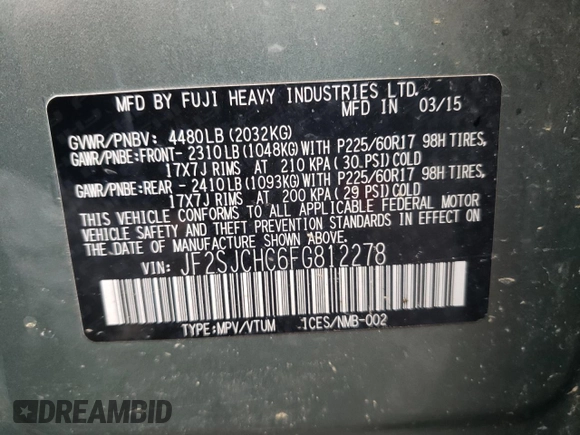 MFD BY FUJI HEAVY INDUSTRIES LTD.
MFD IN 03/15
GVWR/PNBV: 4480LB(2032KG)
GAWR/PNBE:FRONT- 2310LB(1048KG)WITH P225/60R17 98H TIRES,
17X7J RIMS AT 210 KPA(30.PSI)COLD
GAWR/PNBE:REAR - 2410LB(1093KG)WITH P225/60R17 98H TIRES,
17X7J RIMS AT 200 KPA(29 PSI)COLD
THIS VEHICLE CONFORMS TO ALL APPLICABLE FEDERAL MOTOR
VEHICLE SAFETY AND THEFT PREVENTION STANDARDS IN EFFECT ON
THE DATE OF MANUFACTURE SHOWN ABOVE.
VIN: JF2SJCHC6FG812278
TYPE:MPV/VTUM 1CES/NMB-002
DREAMBID